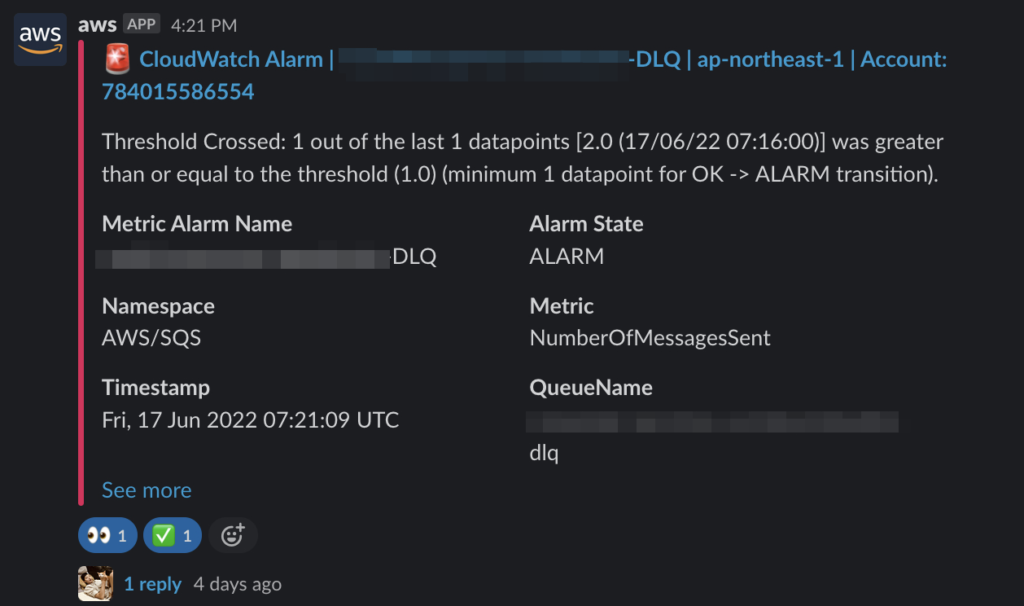 aws
aws APP 4:21 PM
CloudWatch Alarm | -DLQ | ap-northeast-1 | Account:
784015586554
Threshold Crossed: 1 out of the last 1 datapoints [2.0 (17/06/22 07:16:00)] was greater
than or equal to the threshold (1.0) (minimum 1 datapoint for OK -> ALARM transition).
Metric Alarm Name
-DLQ
Alarm State
ALARM
Namespace
AWS/SQS
Metric
NumberOfMessagesSent
Timestamp
Fri, 17 Jun 2022 07:21:09 UTC
QueueName
dlq
See more
1 1
1 reply 4 days ago